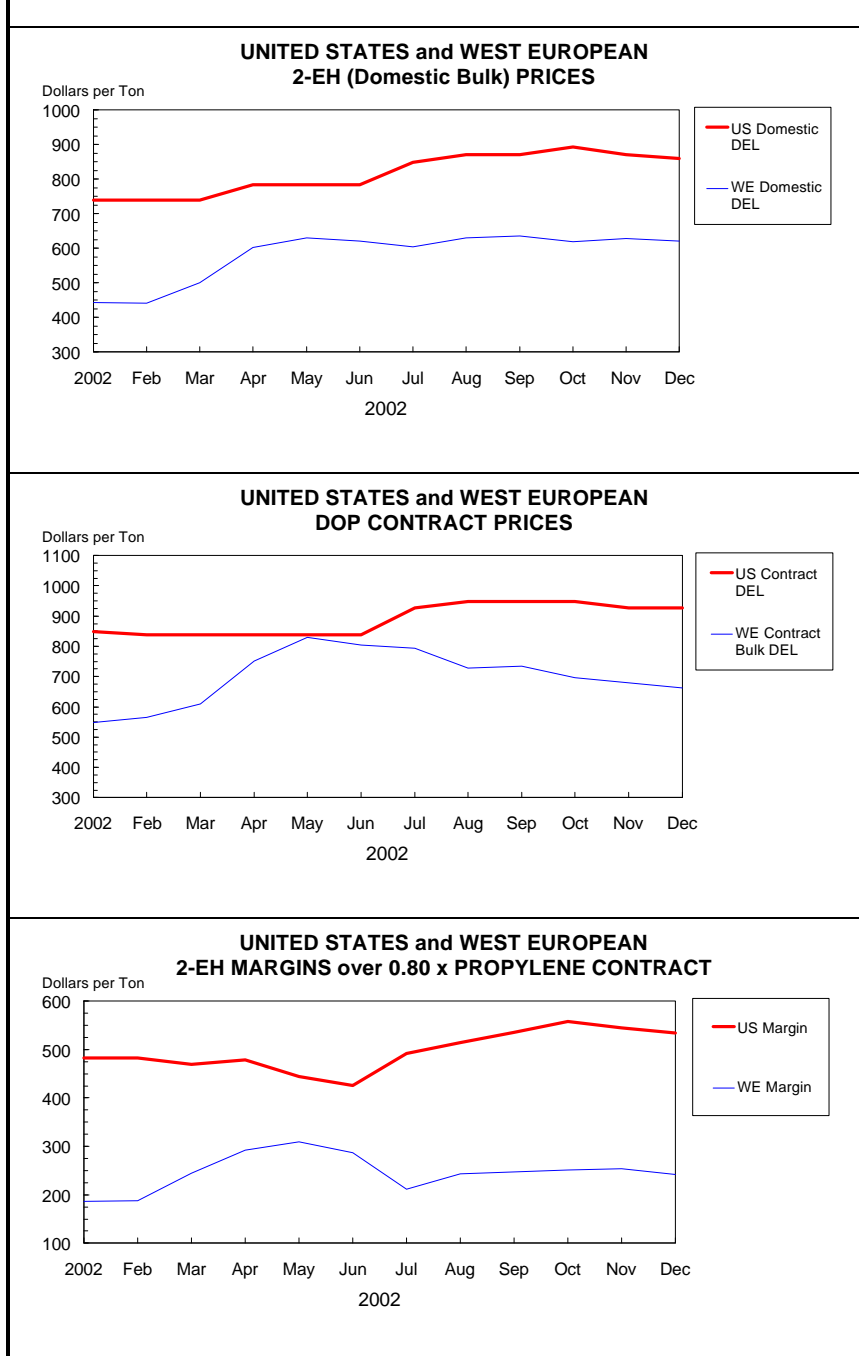 UNITED STATES and WEST EUROPEAN
2-EH (Domestic Bulk) PRICES
Dollars per Ton
1000
900
800
700
600
500
400
300
2002 Feb Mar Apr May Jun Jul Aug Sep Oct Nov Dec
2002
US Domestic
DEL
WE Domestic
DEL
UNITED STATES and WEST EUROPEAN
DOP CONTRACT PRICES
Dollars per Ton
1100
1000
900
800
700
600
500
400
300
2002 Feb Mar Apr May Jun Jul Aug Sep Oct Nov Dec
2002
US Contract
DEL
WE Contract
Bulk DEL
UNITED STATES and WEST EUROPEAN
2-EH MARGINS over 0.80 x PROPYLENE CONTRACT
Dollars per Ton
600
500
400
300
200
100
2002 Feb Mar Apr May Jun Jul Aug Sep Oct Nov Dec
2002
US Margin
WE Margin